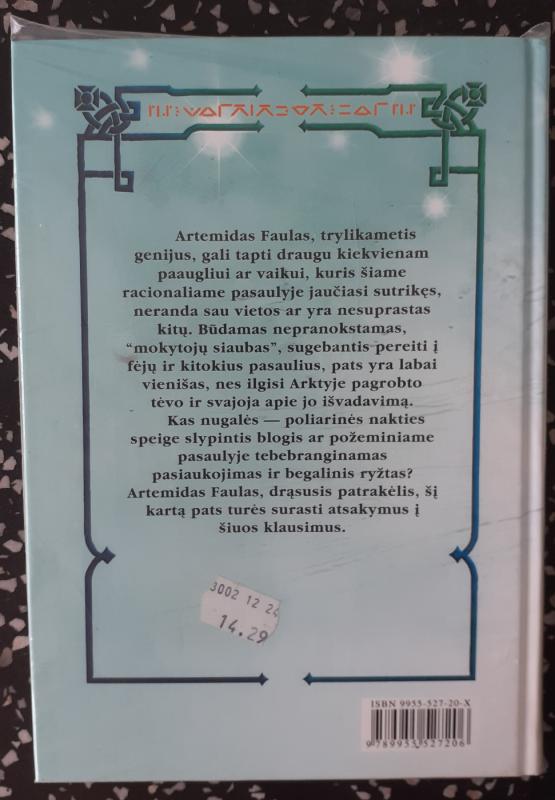 Artemidas Faulas, trylikametis
genijus, gali tapti draugu kiekvienam
paaugliui ar vaikui, kuris šiame
racionaliame pasaulyje jaučiasi sutrikęs,
neranda sau vietos ar yra nesuprastas
kitų. Būdamas nepranokstamas,
“mokytojų siaubas”, sugebantis pereiti į
fėjų ir kitokius pasaulius, pats yra labai
vienišas, nes ilgisi Arktyje pagrobto
tėvo ir svajoja apie jo išvadavimą.
Kas nugalės — poliarinės nakties
speige slypintis blogis ar požeminiame
pasaulyje tebebranginamas
pasiaukojimas ir begalinis ryžtas?
Artemidas Faulas, drąsusis patrakėlis, šį
kartą pats turės surasti atsakymus į
šiuos klausimus.
3002 12 24
14.29
ISBN 9955-527-20-X
9 789955 527206